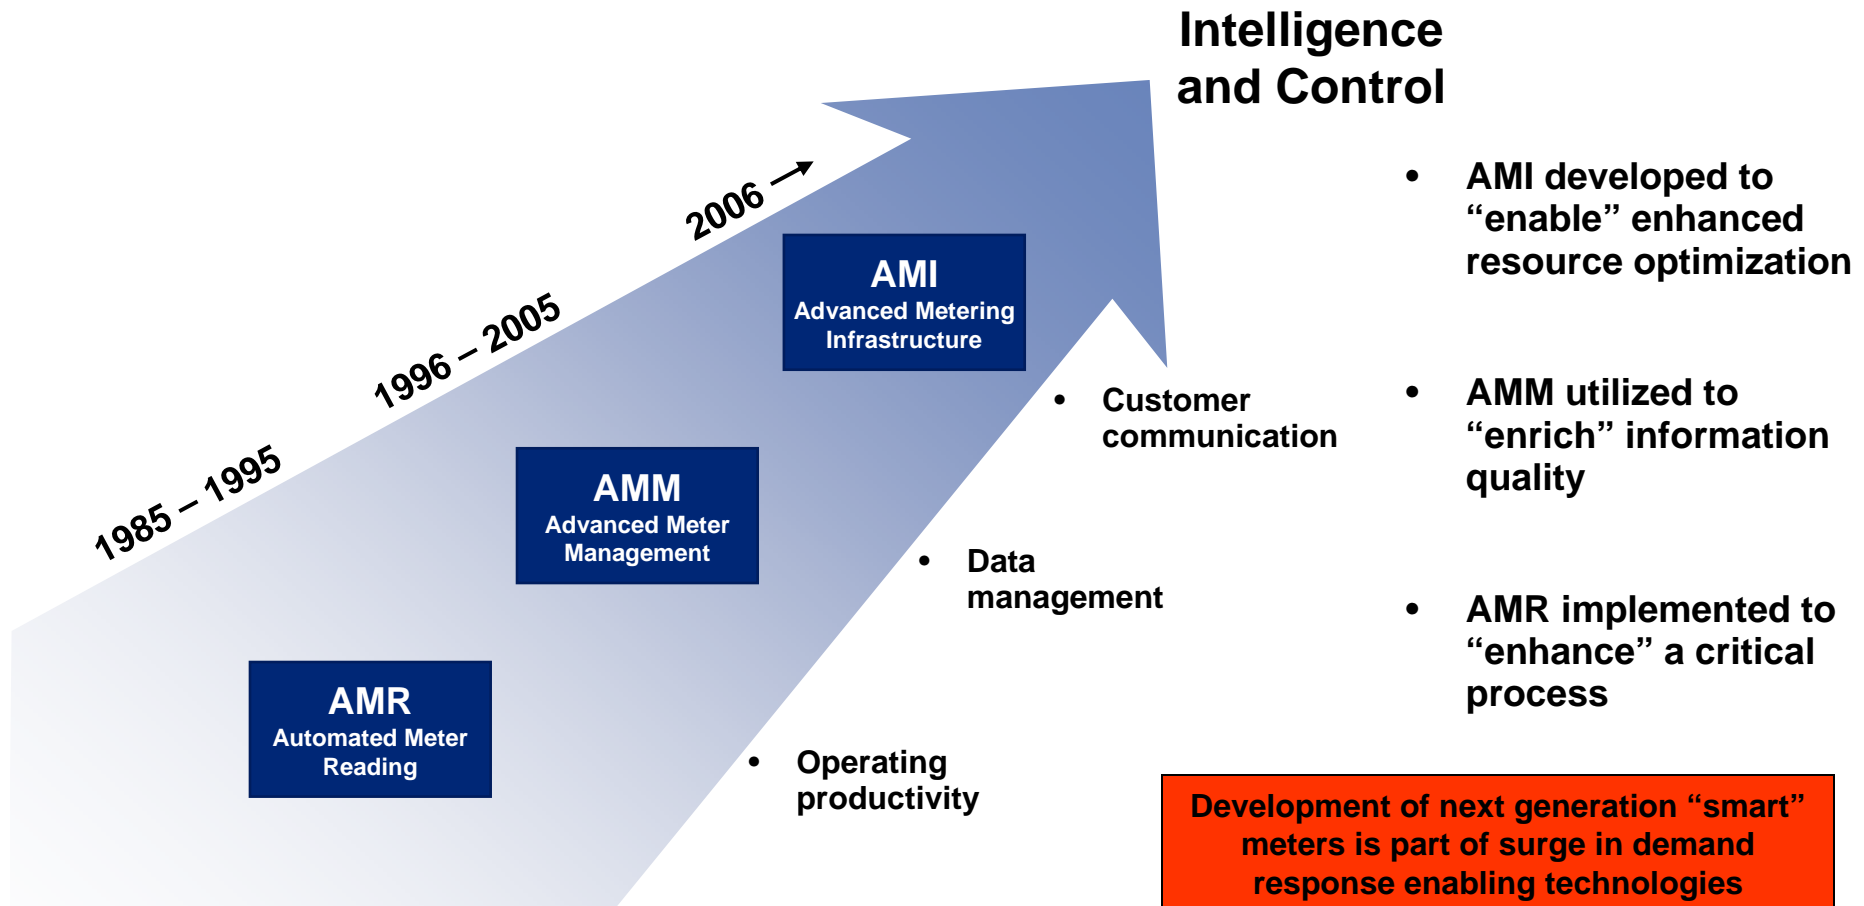 Intelligence
and Control
2006 →
1996 – 2005
1985 – 1995
AMI
Advanced Metering
Infrastructure
AMM
Advanced Meter
Management
AMR
Automated Meter
Reading
• Customer
communication
• Data
management
• Operating
productivity
• AMI developed to
“enable” enhanced
resource optimization
• AMM utilized to
“enrich” information
quality
• AMR implemented to
“enhance” a critical
process
Development of next generation “smart”
meters is part of surge in demand
response enabling technologies